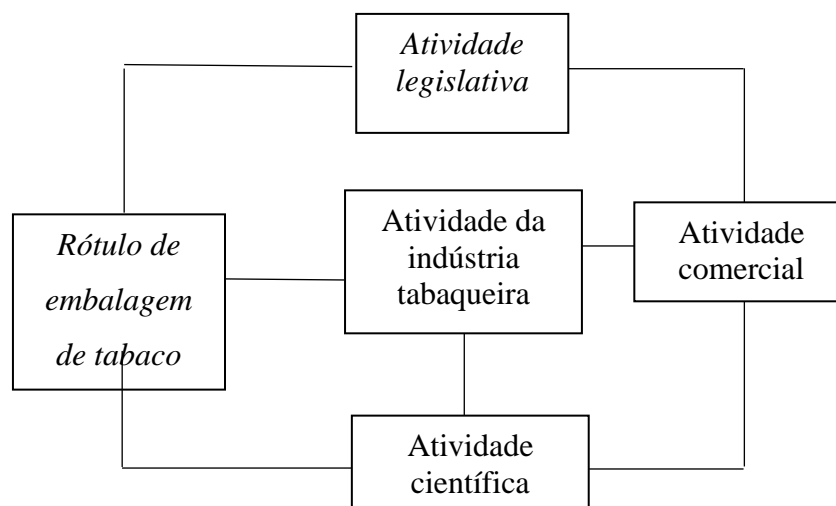 Atividade
legislativa
Rótulo de
embalagem
de tabaco
Atividade da
indústria
tabaqueira
Atividade
comercial
Atividade
científica